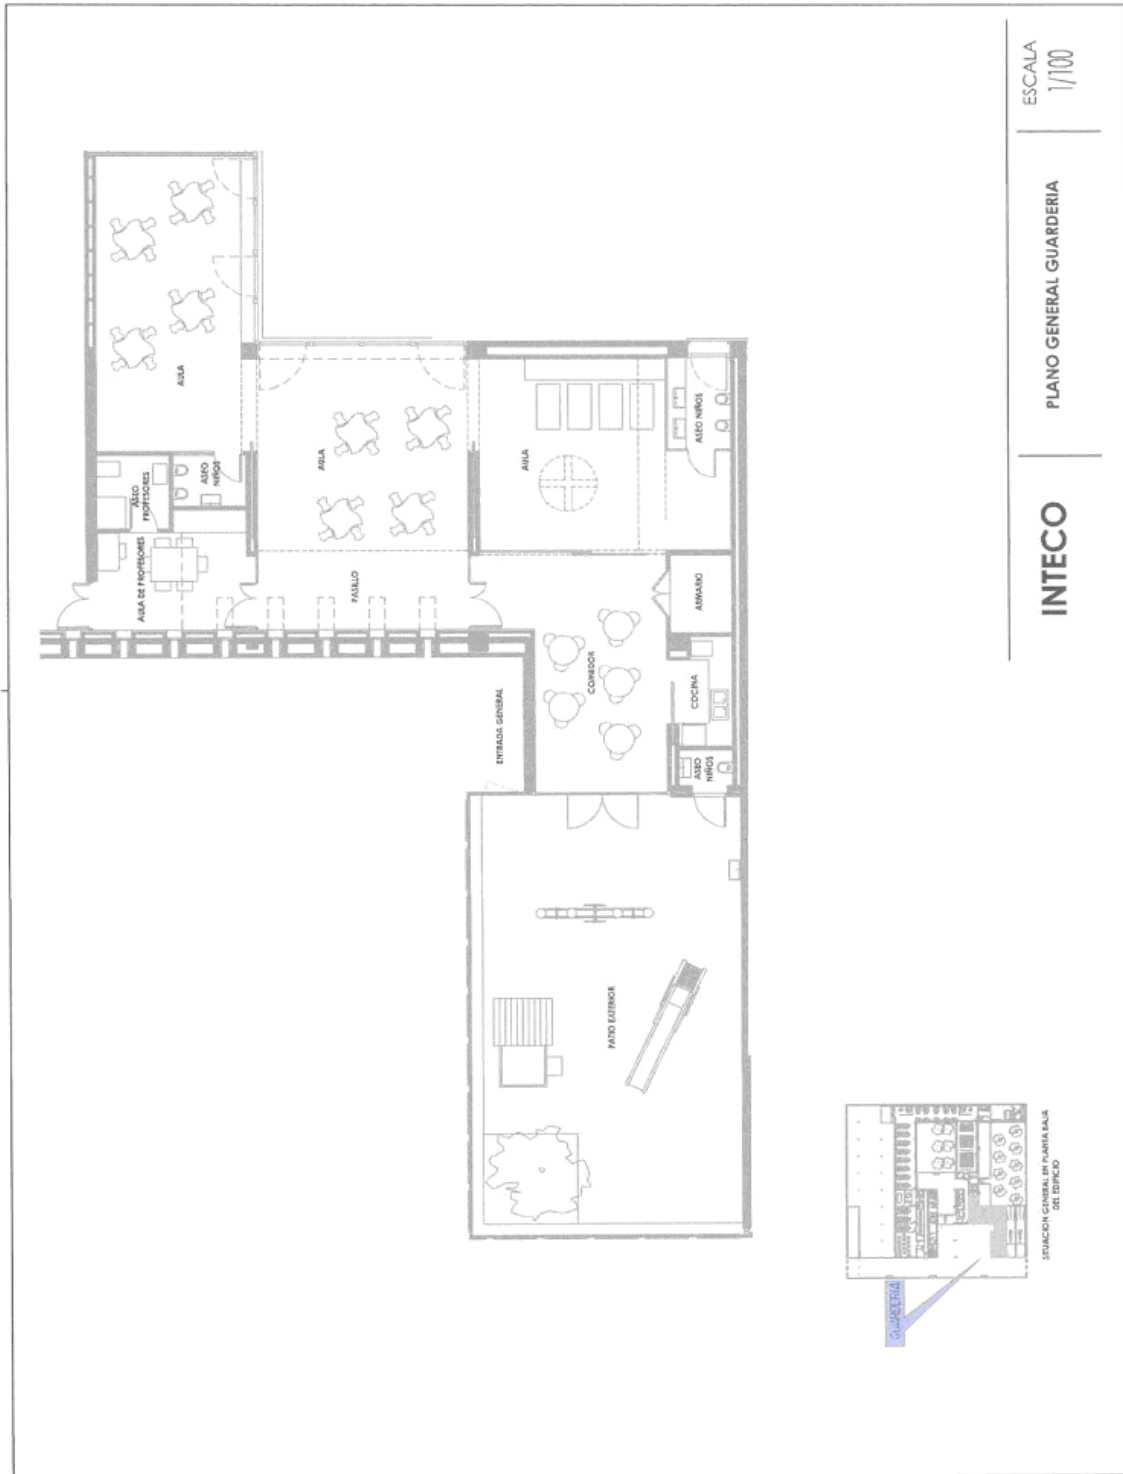 AULA
ASEO
PROFESORES
ASEO
NIÑOS
AULA DE PROFESORES
AULA
PASILLO
AULA
ASEO NIÑOS
ARMARIO
COMEDOR
COCINA
ASEO
NIÑOS
ENTRADA GENERAL
PATIO EXTERIOR
GUARDERIA
SITUACION GENERAL EN PLANTA BAJA
DEL EDIFICIO
INTECO
PLANO GENERAL GUARDERIA
ESCALA
1/100